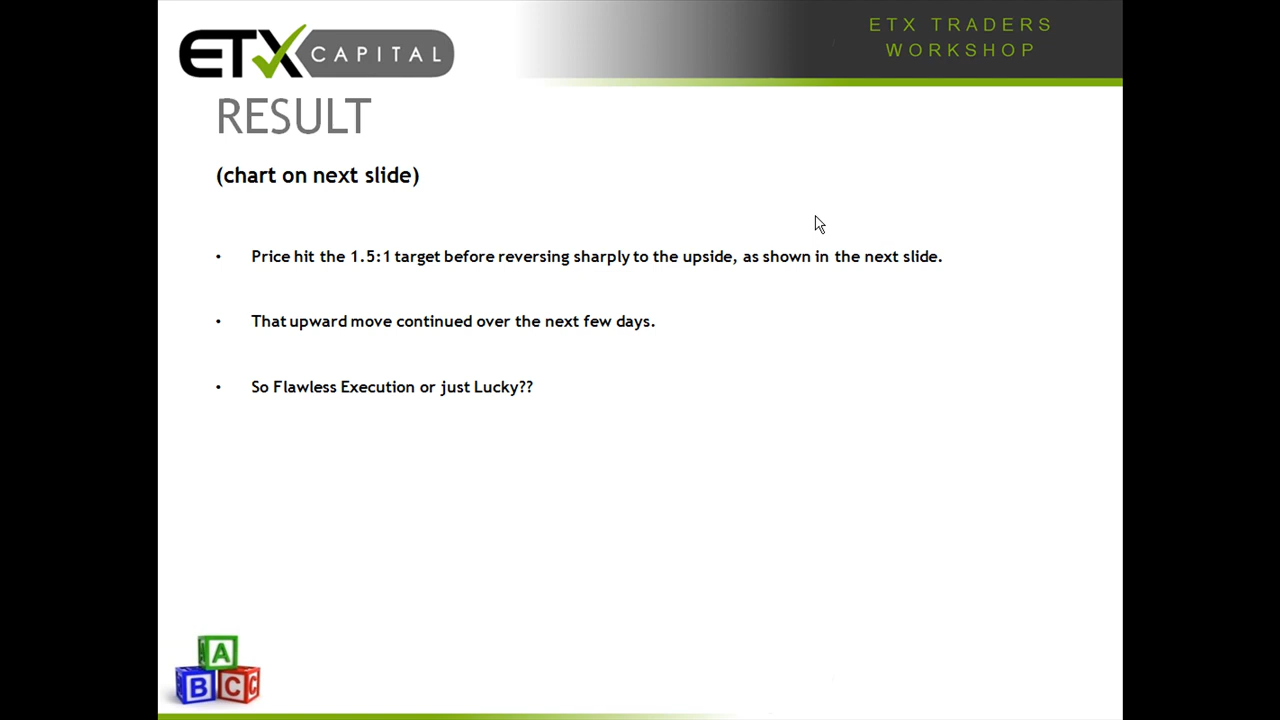 ETX CAPITAL
ETX TRADERS
WORKSHOP
RESULT
(chart on next slide)
• Price hit the 1.5:1 target before reversing sharply to the upside, as shown in the next slide.
• That upward move continued over the next few days.
• So Flawless Execution or just Lucky??
A
B C C